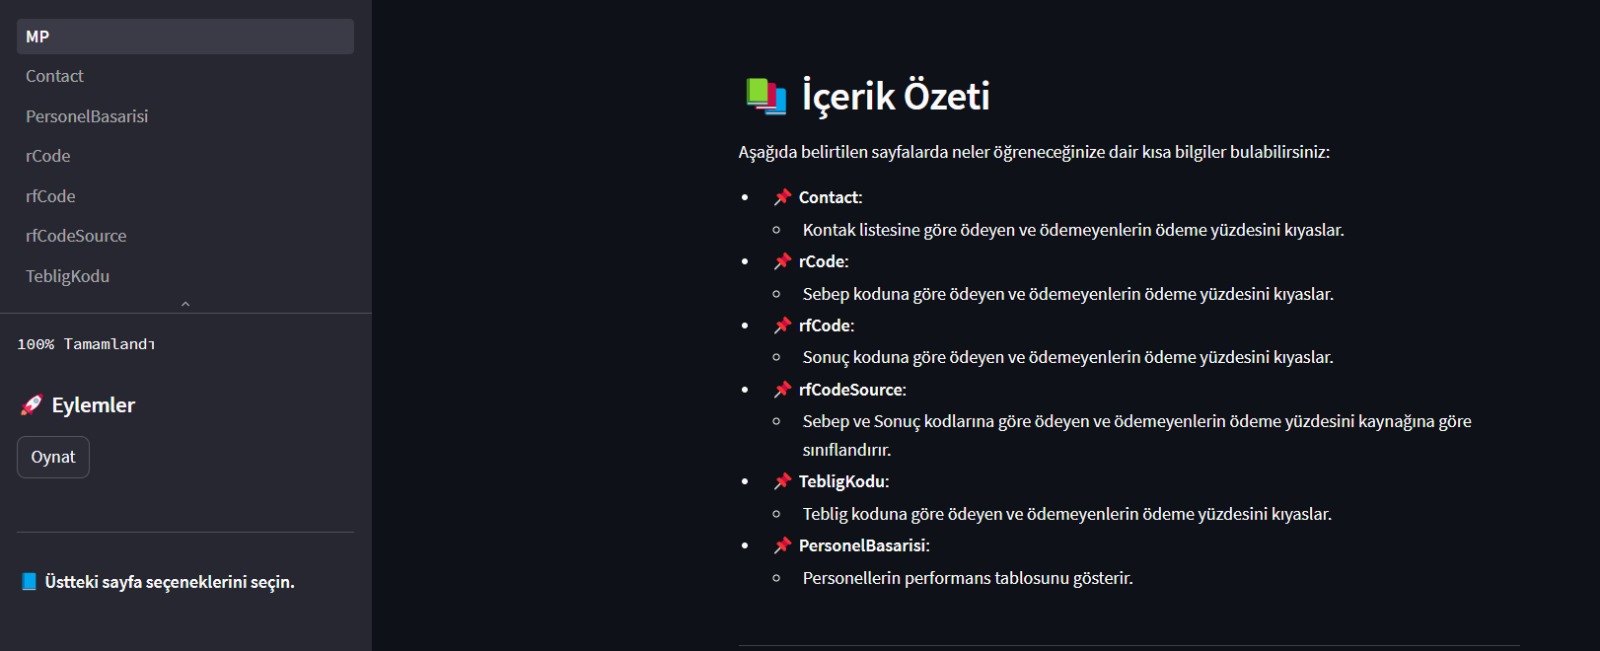 MP
Contact
PersonelBasarisi
rCode
rfCode
rfCodeSource
TebligKodu
100% Tamamlandı
Eylemler
Oynat
Üstteki sayfa seçeneklerini seçin.
İçerik Özeti
Aşağıda belirtilen sayfalarda neler öğreneceğinize dair kısa bilgiler bulabilirsiniz:
Contact:
Kontak listesine göre ödeyen ve ödemeyenlerin ödeme yüzdesini kıyaslar.
rCode:
Sebep koduna göre ödeyen ve ödemeyenlerin ödeme yüzdesini kıyaslar.
rfCode:
Sonuç koduna göre ödeyen ve ödemeyenlerin ödeme yüzdesini kıyaslar.
rfCodeSource:
Sebep ve Sonuç kodlarına göre ödeyen ve ödemeyenlerin ödeme yüzdesini kaynağına göre
sınıflandırır.
TebligKodu:
Teblig koduna göre ödeyen ve ödemeyenlerin ödeme yüzdesini kıyaslar.
PersonelBasarisi:
Personellerin performans tablosunu gösterir.